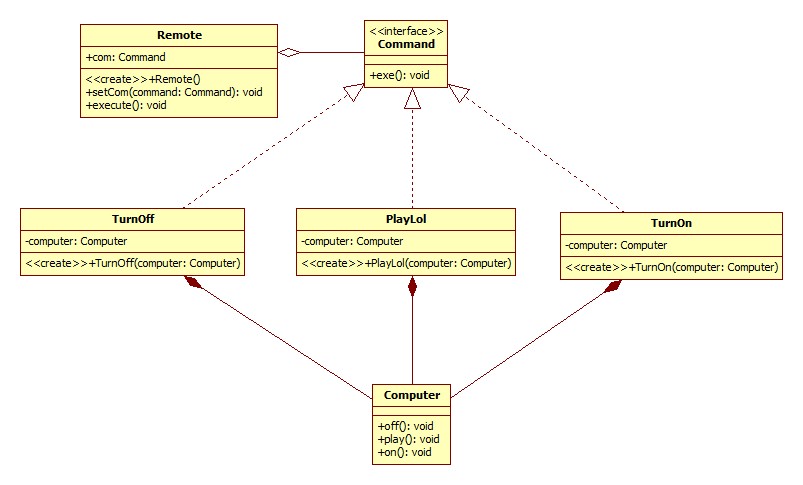 Remote
+com: Command
<<create>>+Remote()
+setCom(command: Command): void
+execute(): void
<<interface>>
Command
+exe(): void
TurnOff
-computer: Computer
<<create>>+TurnOff(computer: Computer)
PlayLol
-computer: Computer
<<create>>+PlayLol(computer: Computer)
TurnOn
-computer: Computer
<<create>>+TurnOn(computer: Computer)
Computer
+off(): void
+play(): void
+on(): void